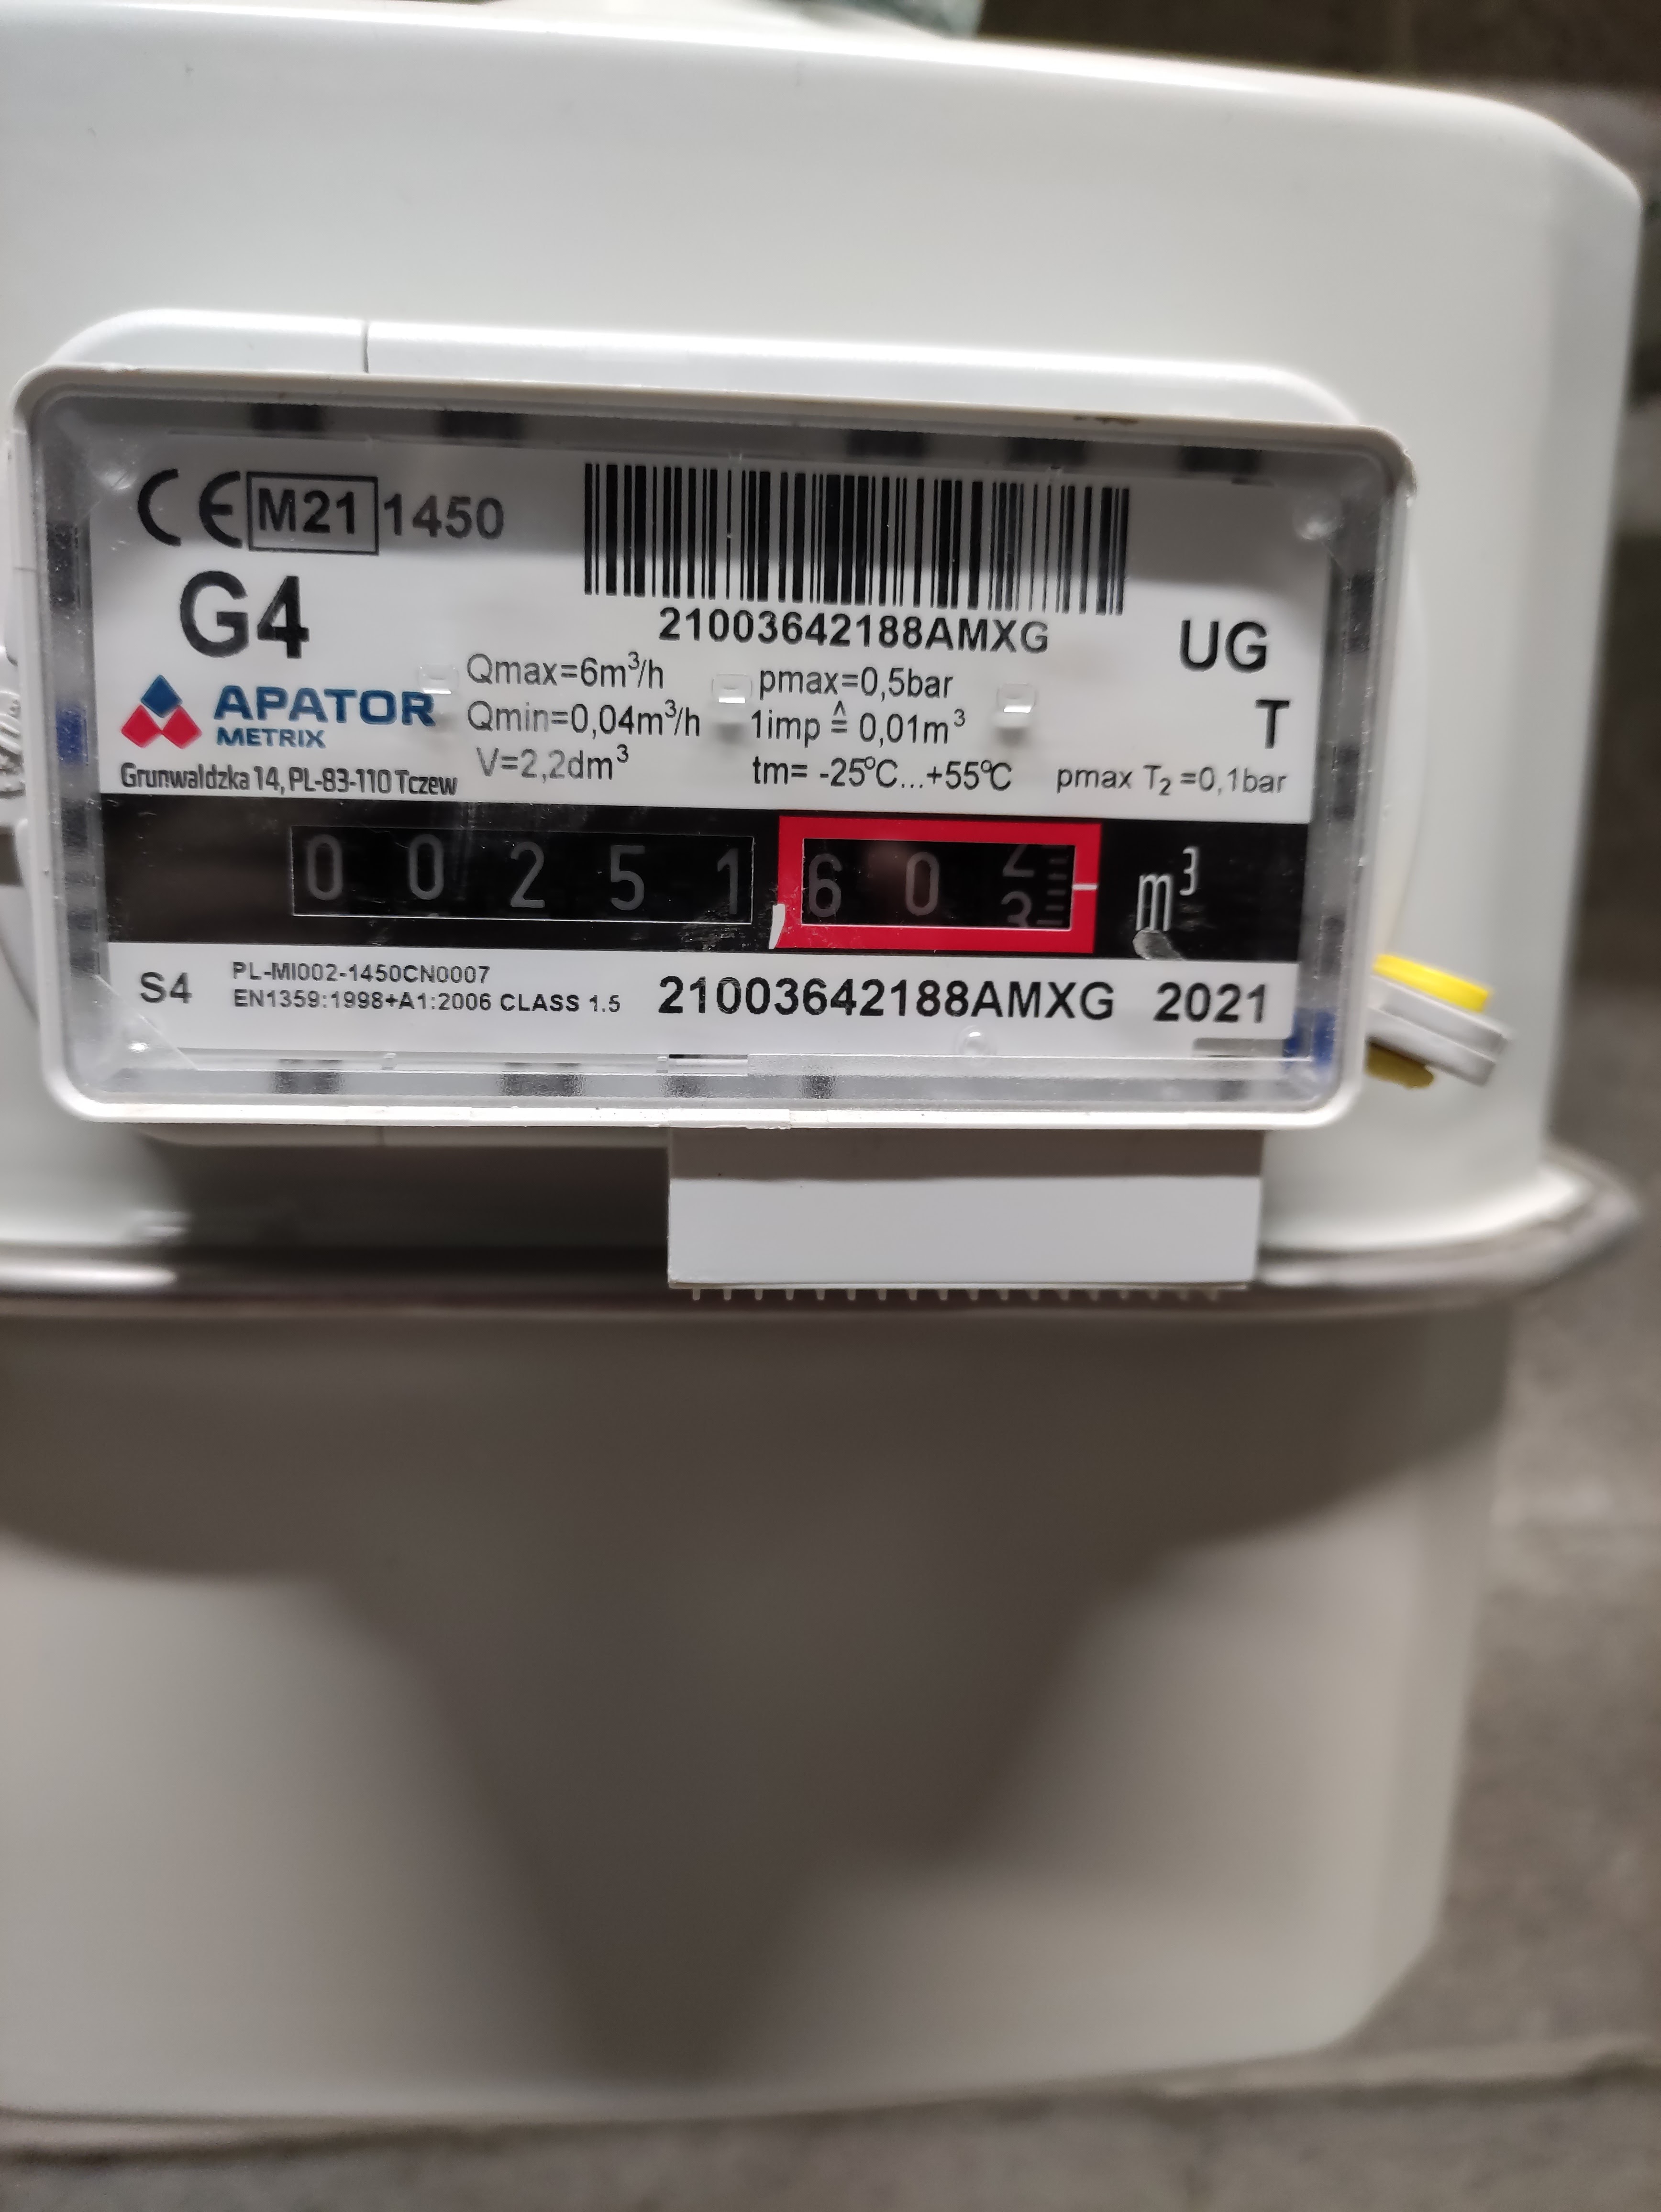 CE M21 1450
21003642188AMXG
G4
UG
T
APATOR
METRIX
Grunwaldzka 14, PL-83-110 Tczew
Qmax=6m³/h
Qmin=0,04m³/h
V=2,2dm³
pmax=0,5bar
1imp ≙ 0,01m³
tm= -25°C...+55°C
pmax T₂ =0,1bar
0 0 2 5 1 , 6 0 2 3 m³
S4
PL-MI002-1450CN0007
EN1359:1998+A1:2006 CLASS 1.5
21003642188AMXG 2021